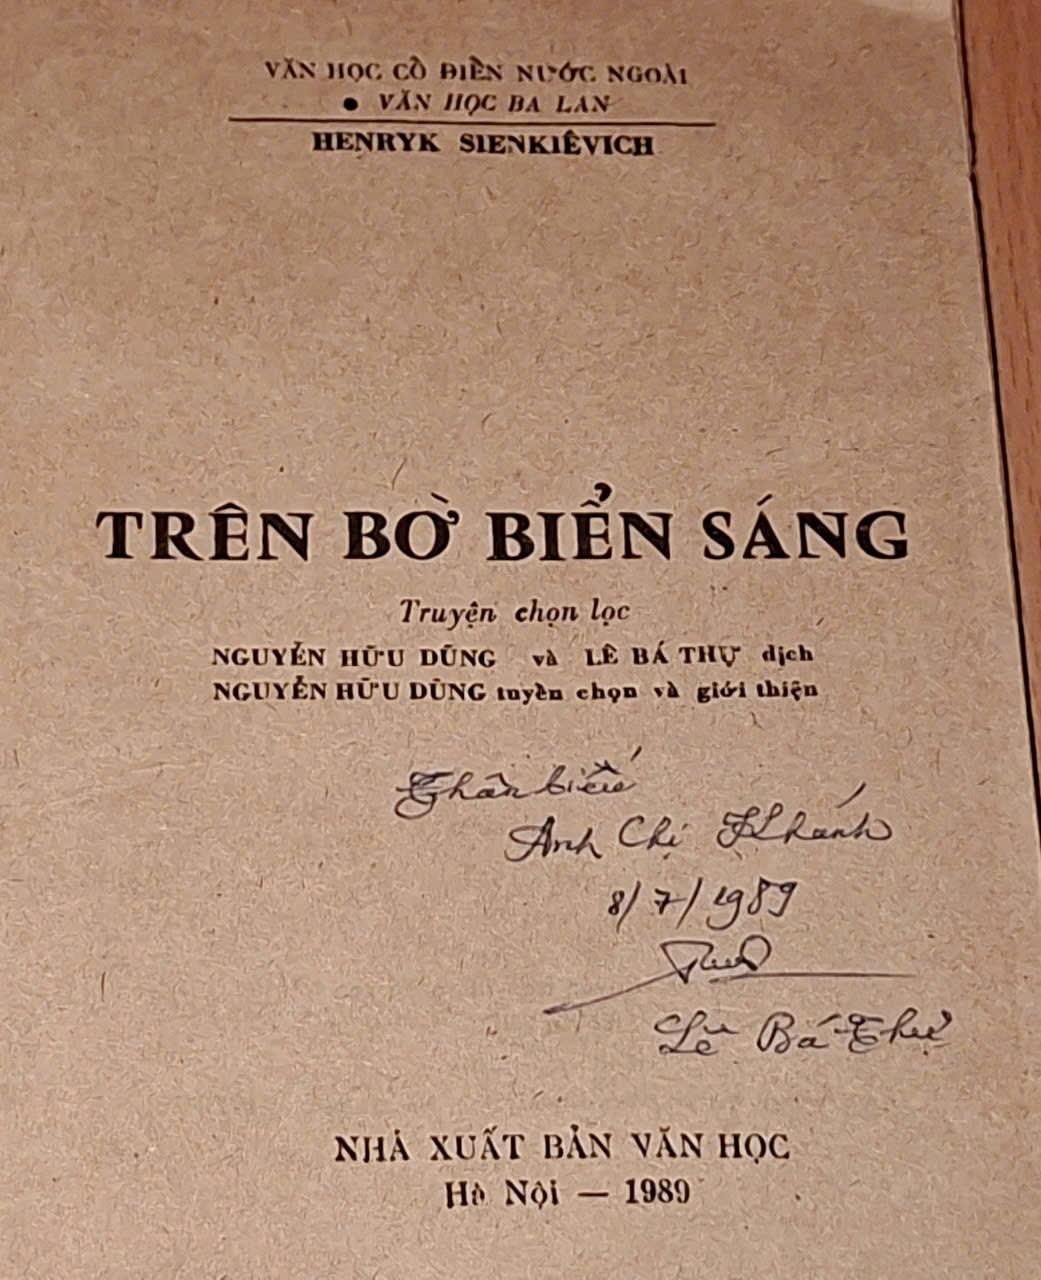 VĂN HỌC CỔ ĐIỂN NƯỚC NGOÀI
• VĂN HỌC BA LAN
HENRYK SIENKIÊVICH
TRÊN BỜ BIỂN SÁNG
Truyện chọn lọc
NGUYỄN HỮU DŨNG và LÊ BÁ THỰ dịch
NGUYỄN HỮU DŨNG tuyển chọn và giới thiệu
Thân biếu
Anh Chị Khánh
8/7/1989
Lê Bá Thự
NHÀ XUẤT BẢN VĂN HỌC
Hà Nội — 1989